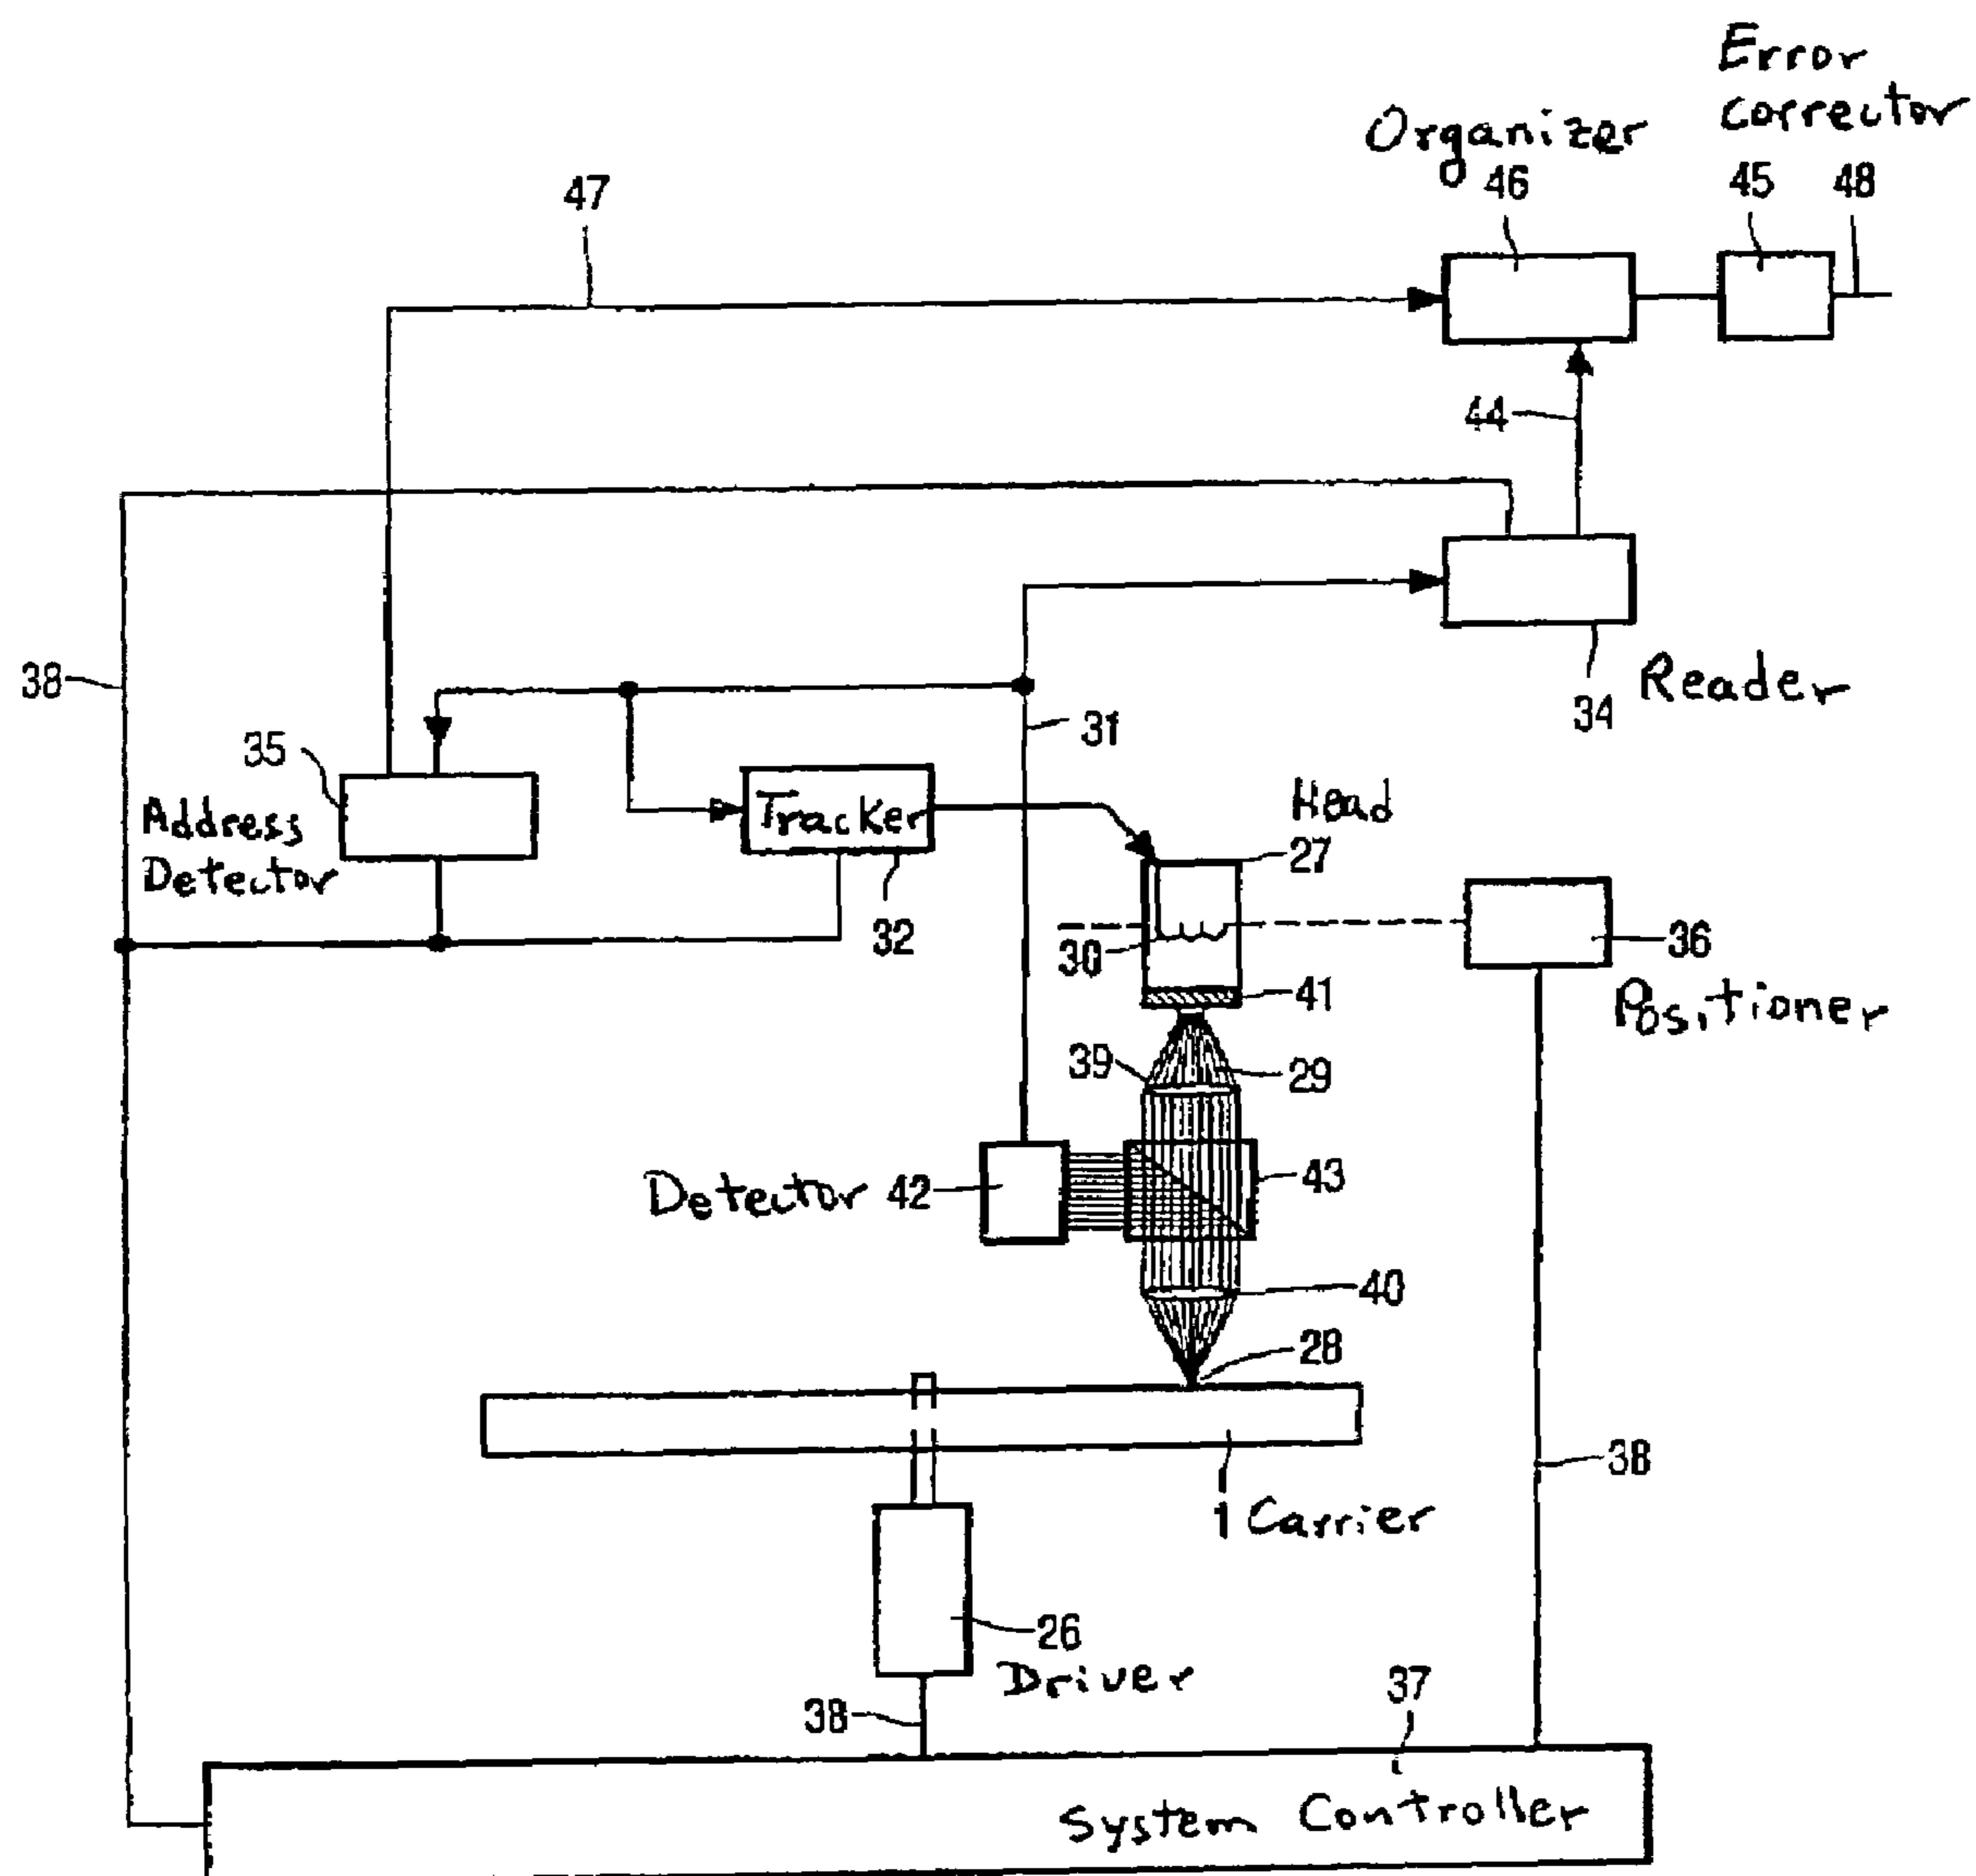 Error
corrector
Organizer
46
45
48
47
44
38
31
34
Reader
35
Address
Detector
Tracker
32
Head
27
30
36
Positioner
41
39
29
Detector 42
43
40
28
1 Carrier
38
26
Driver
38
37
System Controller